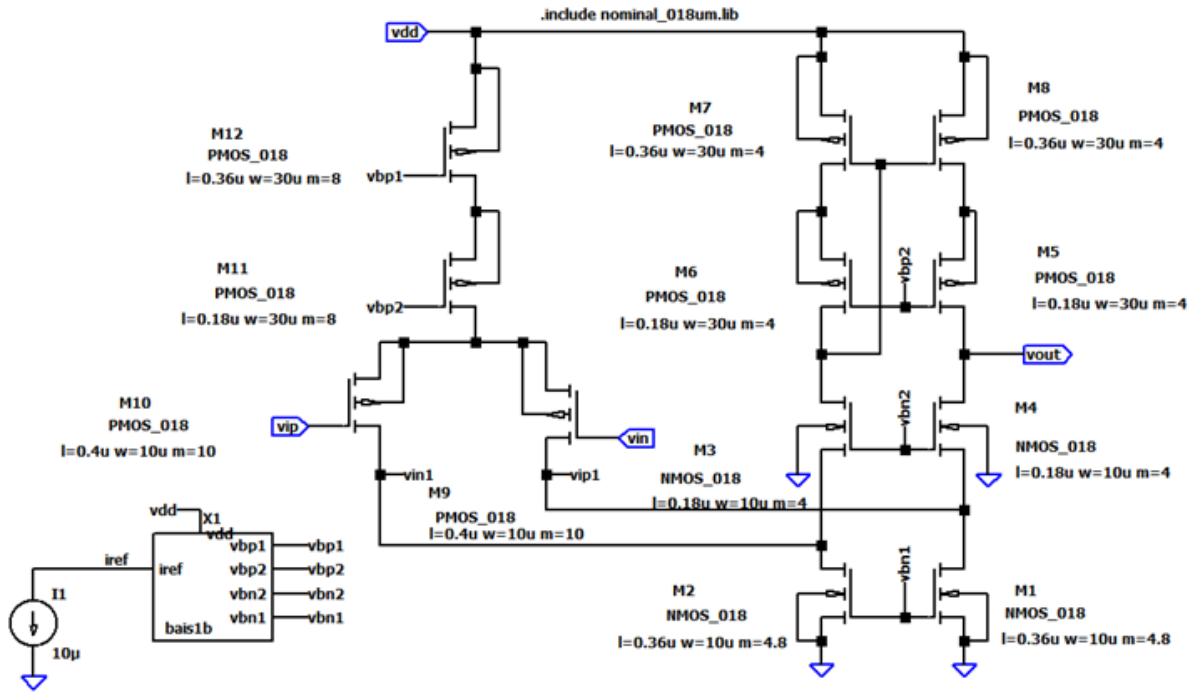 .include nominal_018um.lib
vdd
M12
PMOS_018
l=0.36u w=30u m=8
vbp1
M7
PMOS_018
l=0.36u w=30u m=4
M8
PMOS_018
l=0.36u w=30u m=4
M11
PMOS_018
l=0.18u w=30u m=8
vbp2
M6
PMOS_018
l=0.18u w=30u m=4
vbp2
M5
PMOS_018
l=0.18u w=30u m=4
vout
M10
PMOS_018
l=0.4u w=10u m=10
vip
vin
vin1
vip1
M9
PMOS_018
l=0.4u w=10u m=10
M3
NMOS_018
l=0.18u w=10u m=4
vbn2
M4
NMOS_018
l=0.18u w=10u m=4
vdd
X1
vdd
iref
iref
vbp1
vbp1
vbp2
vbp2
vbn2
vbn2
vbn1
vbn1
bais1b
I1
10µ
M2
NMOS_018
l=0.36u w=10u m=4.8
vbn1
M1
NMOS_018
l=0.36u w=10u m=4.8